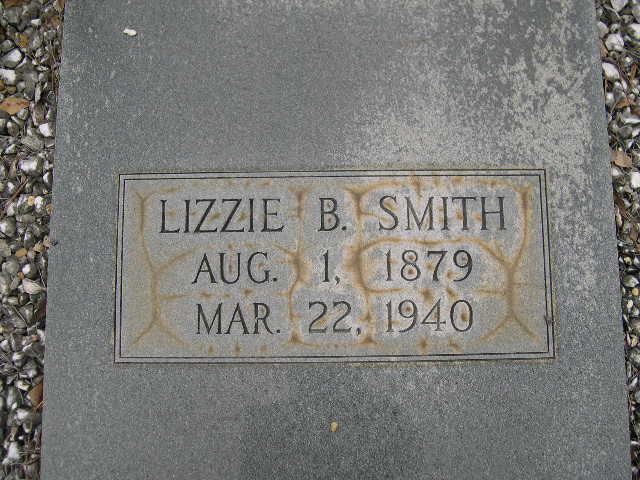 LIZZIE B. SMITH
AUG. 1, 1879
MAR. 22, 1940